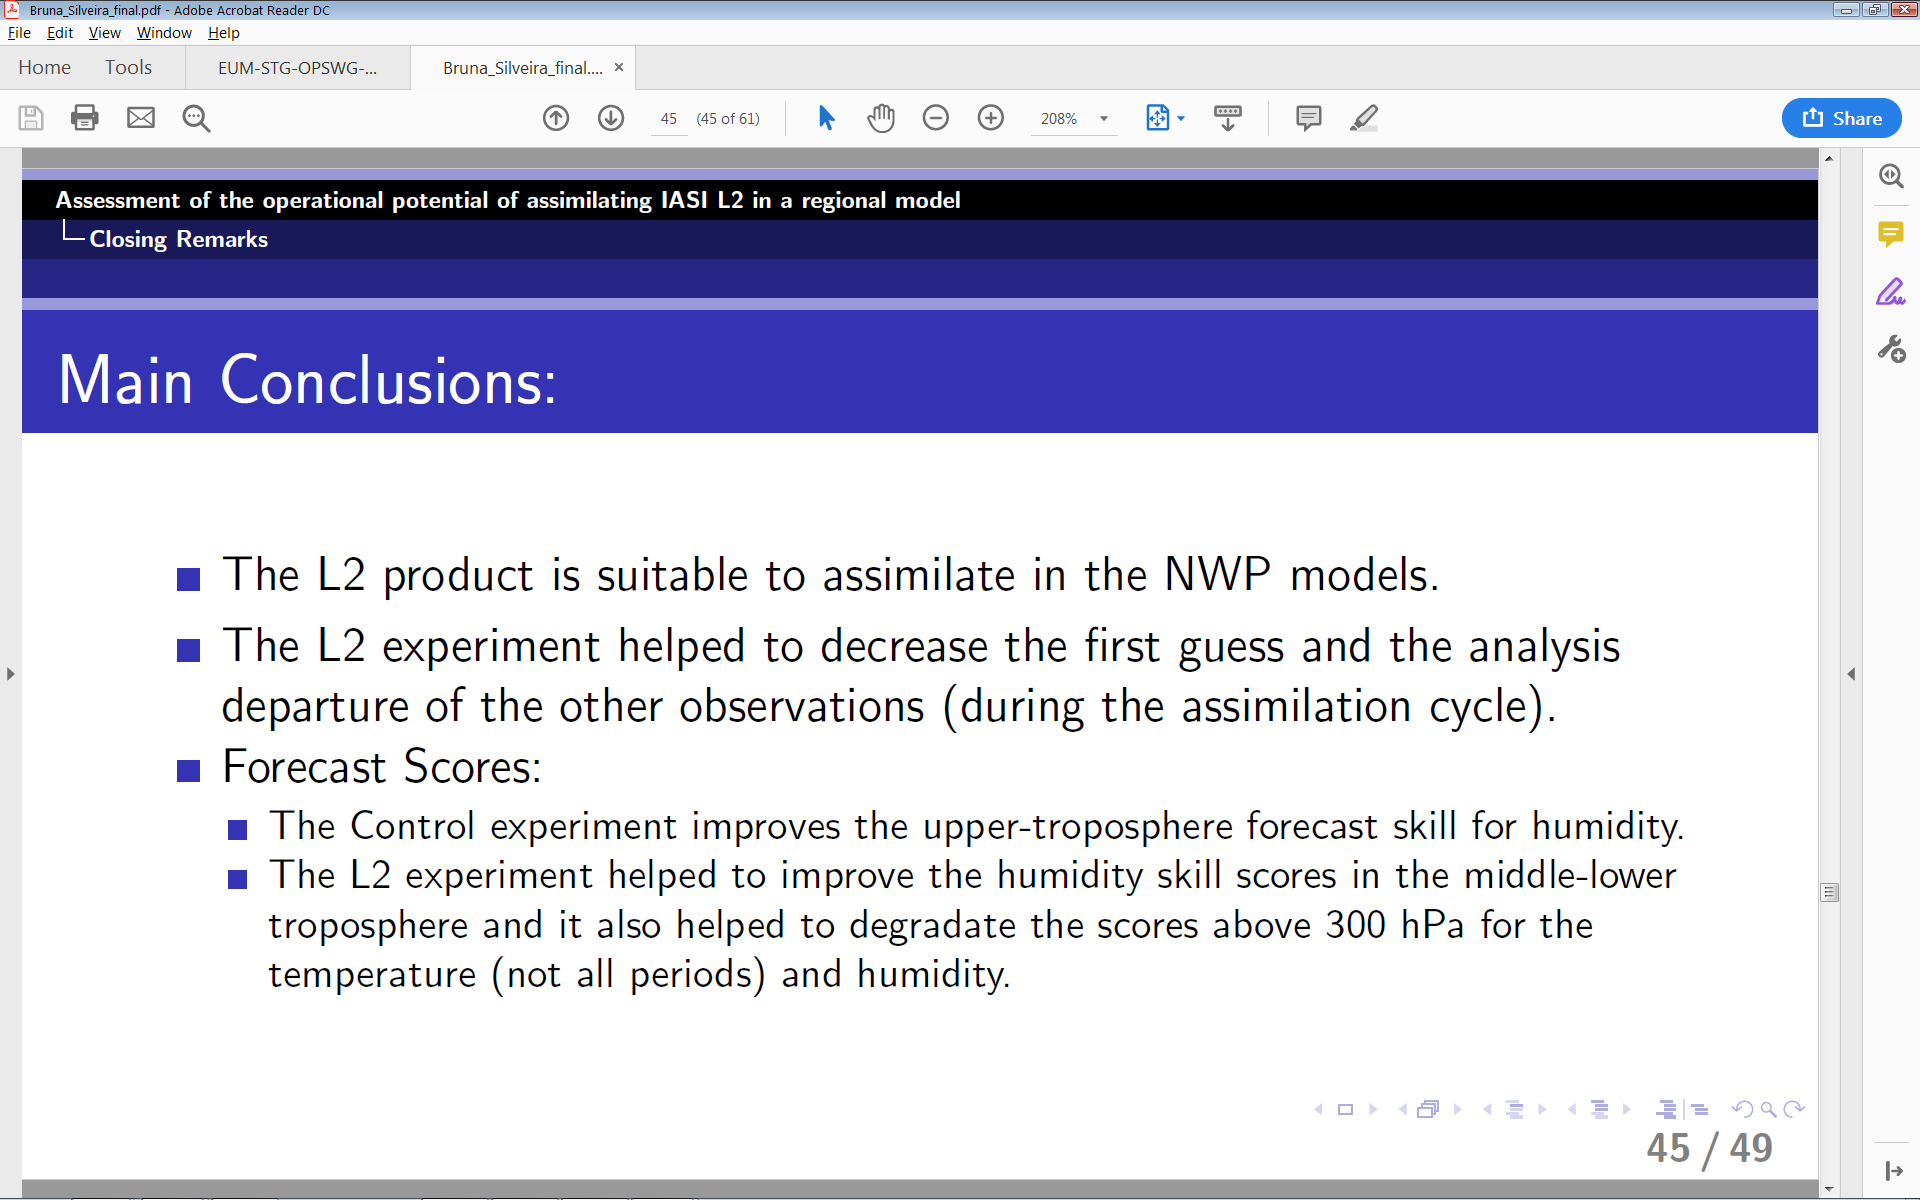 Bruna_Silveira_final.pdf - Adobe Acrobat Reader DC
File Edit View Window Help
Home Tools EUM-STG-OPSWG-... Bruna_Silveira_final.... ×
45 (45 of 61) 208% Share
Assessment of the operational potential of assimilating IASI L2 in a regional model
Closing Remarks
Main Conclusions:
The L2 product is suitable to assimilate in the NWP models.
The L2 experiment helped to decrease the first guess and the analysis
departure of the other observations (during the assimilation cycle).
Forecast Scores:
The Control experiment improves the upper-troposphere forecast skill for humidity.
The L2 experiment helped to improve the humidity skill scores in the middle-lower
troposphere and it also helped to degradate the scores above 300 hPa for the
temperature (not all periods) and humidity.
45 / 49